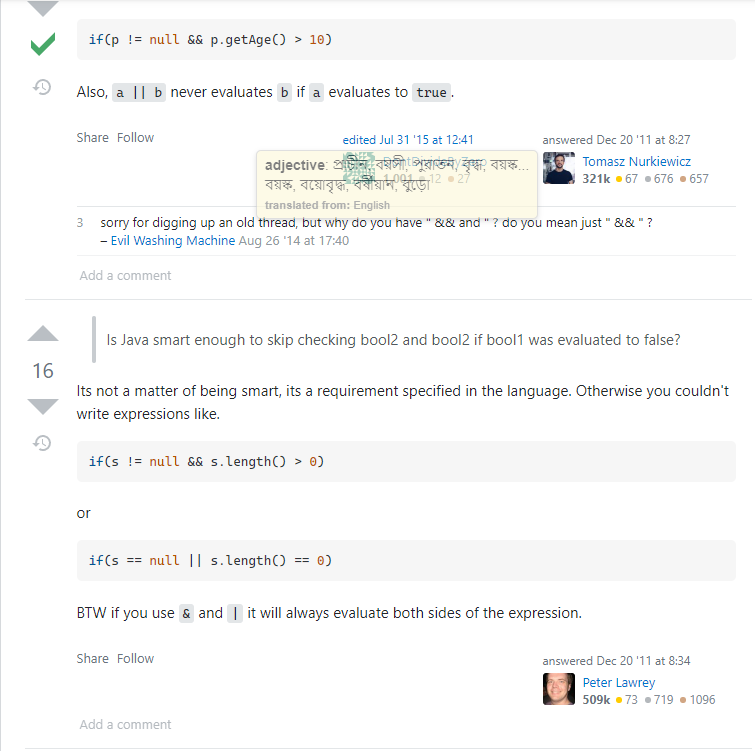 if(p != null && p.getAge() > 10)
Also, a || b never evaluates b if a evaluates to true.
Share Follow
edited Jul 31 '15 at 12:41
answered Dec 20 '11 at 8:27
Tomasz Nurkiewicz
321k 67 676 657
adjective: প্রাচীন, বয়সী, পুরাতন, বৃদ্ধ, বয়স্ক...
বয়স্ক, বয়োবৃদ্ধ, বর্ষীয়ান, বুড়ো
translated from: English
1,001 12 27
3 sorry for digging up an old thread, but why do you have " && and " ? do you mean just " && " ?
– Evil Washing Machine Aug 26 '14 at 17:40
Add a comment
Is Java smart enough to skip checking bool2 and bool2 if bool1 was evaluated to false?
16
Its not a matter of being smart, its a requirement specified in the language. Otherwise you couldn't
write expressions like.
if(s != null && s.length() > 0)
or
if(s == null || s.length() == 0)
BTW if you use & and | it will always evaluate both sides of the expression.
Share Follow
answered Dec 20 '11 at 8:34
Peter Lawrey
509k 73 719 1096
Add a comment